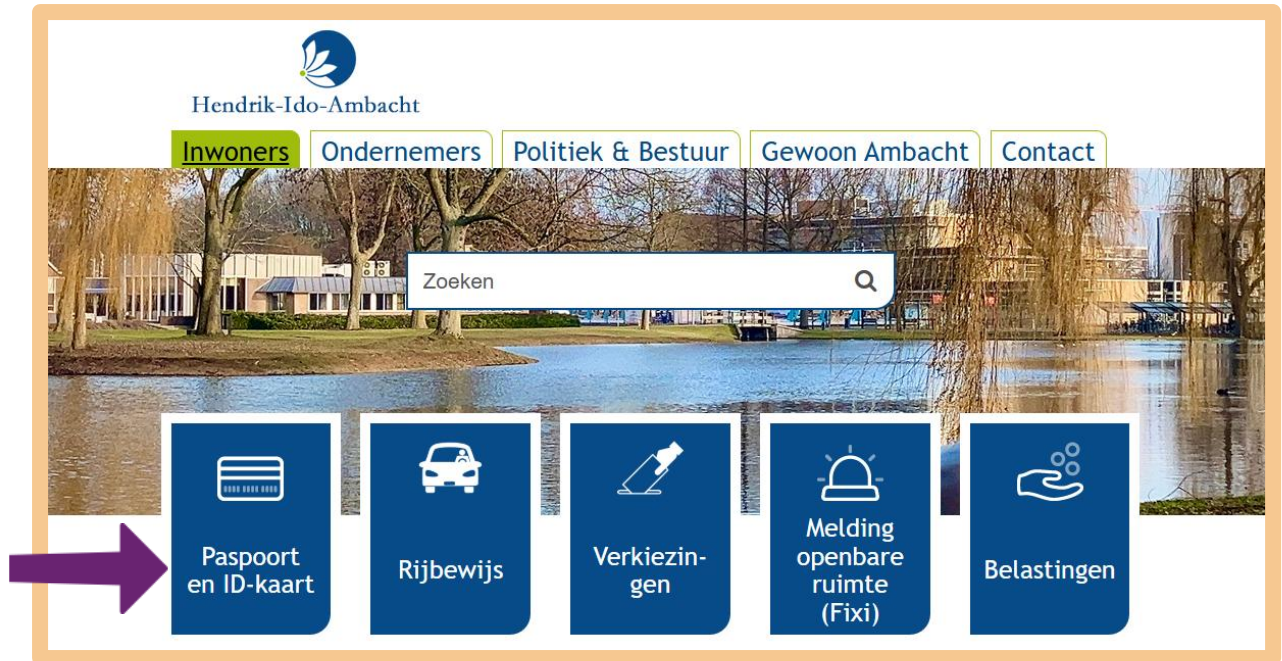 Hendrik-Ido-Ambacht
Inwoners Ondernemers Politiek & Bestuur Gewoon Ambacht Contact
Zoeken
Paspoort
en ID-kaart
Rijbewijs
Verkiezin-
gen
Melding
openbare
ruimte
(Fixi)
Belastingen